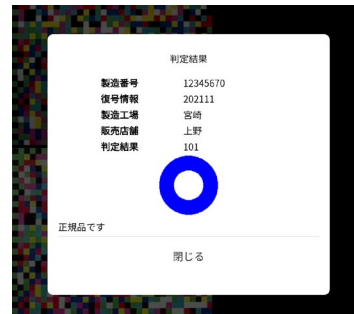 判定結果
製造番号 12345670
復号情報 202111
製造工場 宮崎
販売店舗 上野
判定結果 101
正規品です
閉じる